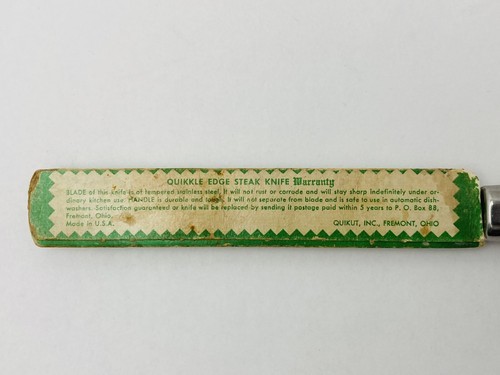 QUIKKLE EDGE STEAK KNIFE Warranty
BLADE of this knife is of tempered stainless steel. It will not rust or corrode and will stay sharp indefinitely under or-
dinary kitchen use. HANDLE is durable and tough. It will not separate from blade and is safe to use in automatic dish-
washers. Satisfaction guaranteed or knife will be replaced by sending it postage paid within 5 years to P. O. Box 88,
Fremont, Ohio.
Made in U.S.A. QUIKUT, INC., FREMONT, OHIO